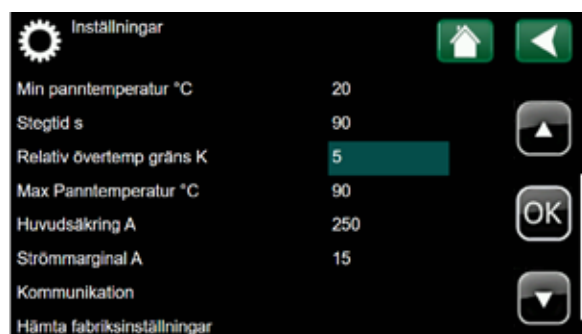 Inställningar
Min panntemperatur °C 20
Stegtid s 90
Relativ övertemp gräns K 5
Max Panntemperatur °C 90
Huvudsäkring A 250
Strömmarginal A 15
Kommunikation
Hämta fabriksinställningar
OK